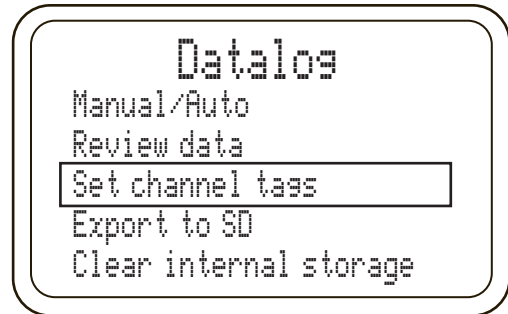 Datalog
Manual/Auto
Review data
Set channel tags
Export to SD
Clear internal storage